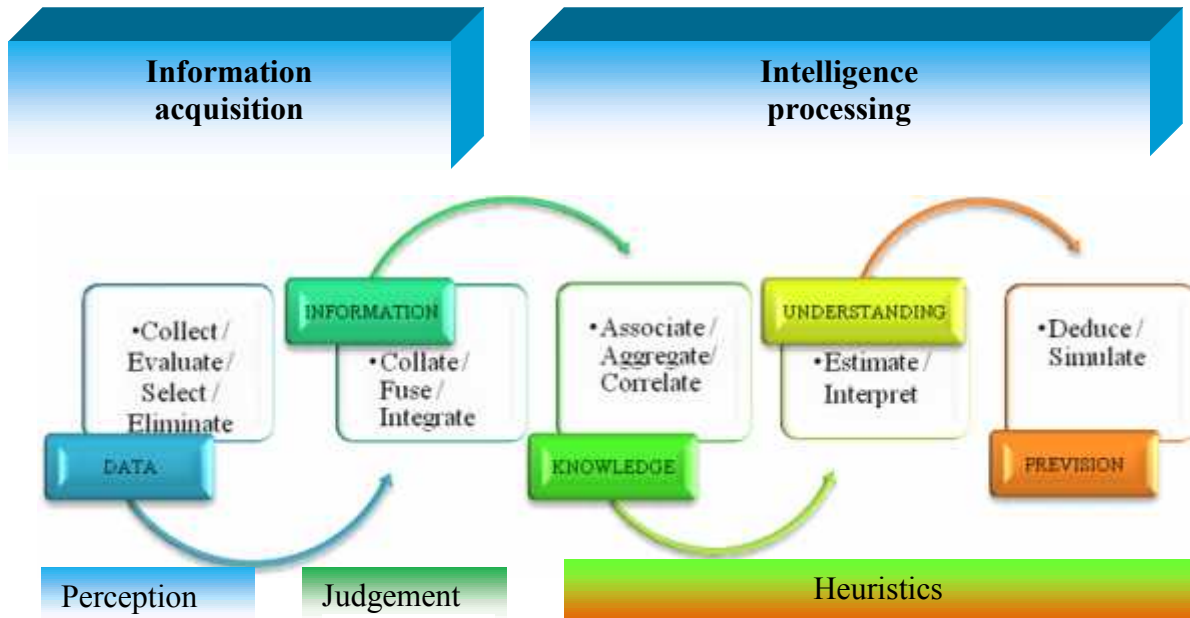 Information
acquisition
Intelligence
processing
•Collect /
Evaluate /
Select /
Eliminate
DATA
INFORMATION
•Collate /
Fuse /
Integrate
•Associate /
Aggregate/
Correlate
KNOWLEDGE
UNDERSTANDING
•Estimate /
Interpret
•Deduce /
Simulate
PREVISION
Perception
Judgement
Heuristics